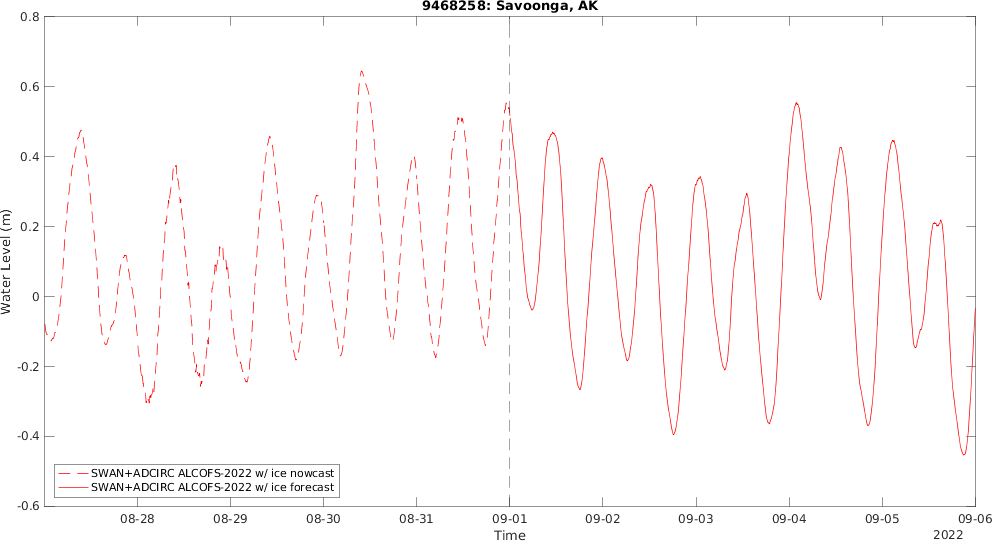 9468258: Savoonga, AK
0.8
0.6
0.4
0.2
0
-0.2
-0.4
-0.6
Water Level (m)
SWAN+ADCIRC ALCOFS-2022 w/ ice nowcast
SWAN+ADCIRC ALCOFS-2022 w/ ice forecast
08-28 08-29 08-30 08-31 09-01 09-02 09-03 09-04 09-05 09-06
Time
2022